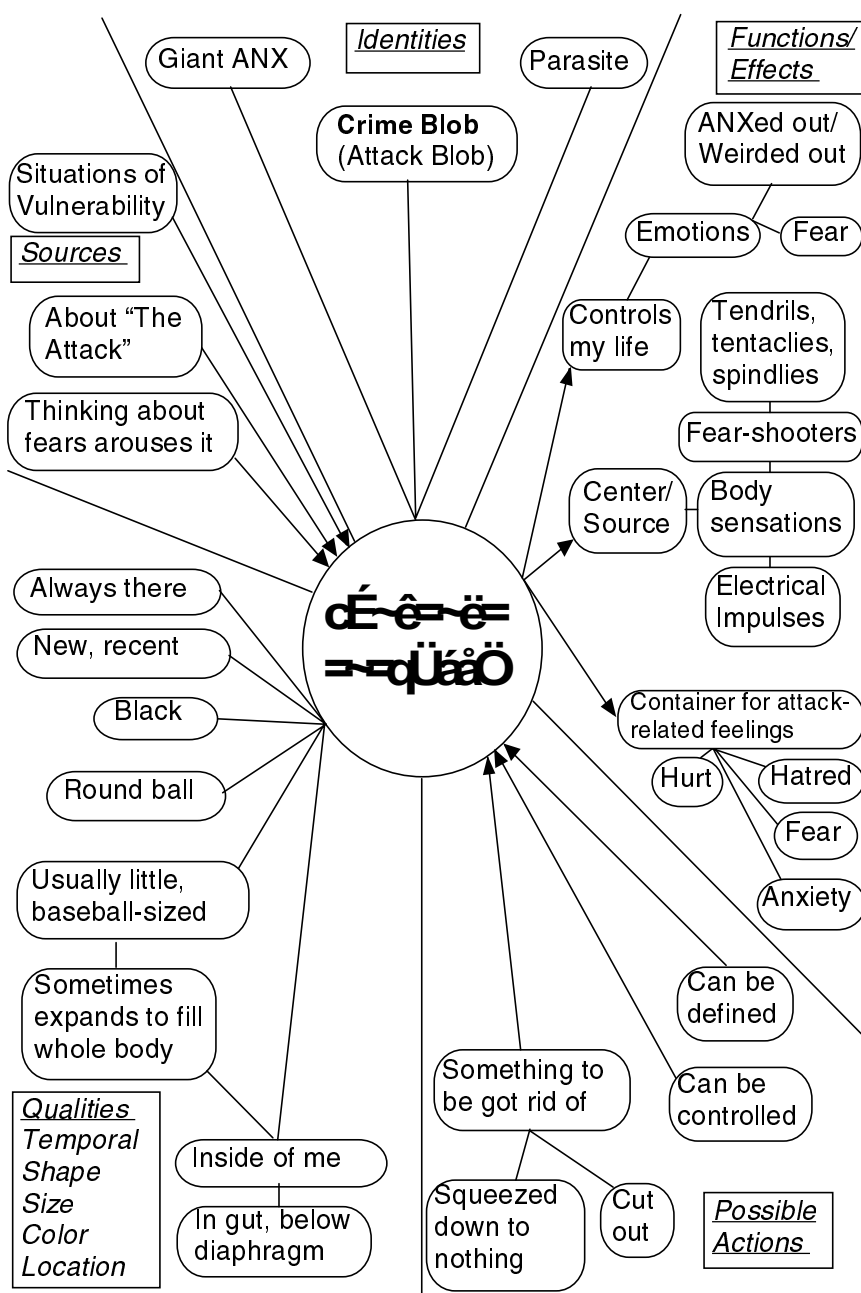 Identities
Giant ANX
Crime Blob
(Attack Blob)
Parasite
Functions/
Effects
ANXed out/
Weirded out
Emotions
Fear
Controls
my life
Tendrils,
tentaclies,
spindlies
Fear-shooters
Center/
Source
Body
sensations
Electrical
Impulses
Container for attack-
related feelings
Hurt
Hatred
Fear
Anxiety
Situations of
Vulnerability
Sources
About “The
Attack”
Thinking about
fears arouses it
cÉ~ê=~ë=
=~=qÜáåÖ
Always there
New, recent
Black
Round ball
Usually little,
baseball-sized
Sometimes
expands to fill
whole body
Inside of me
In gut, below
diaphragm
Qualities
Temporal
Shape
Size
Color
Location
Can be
defined
Can be
controlled
Something to
be got rid of
Squeezed
down to
nothing
Cut
out
Possible
Actions